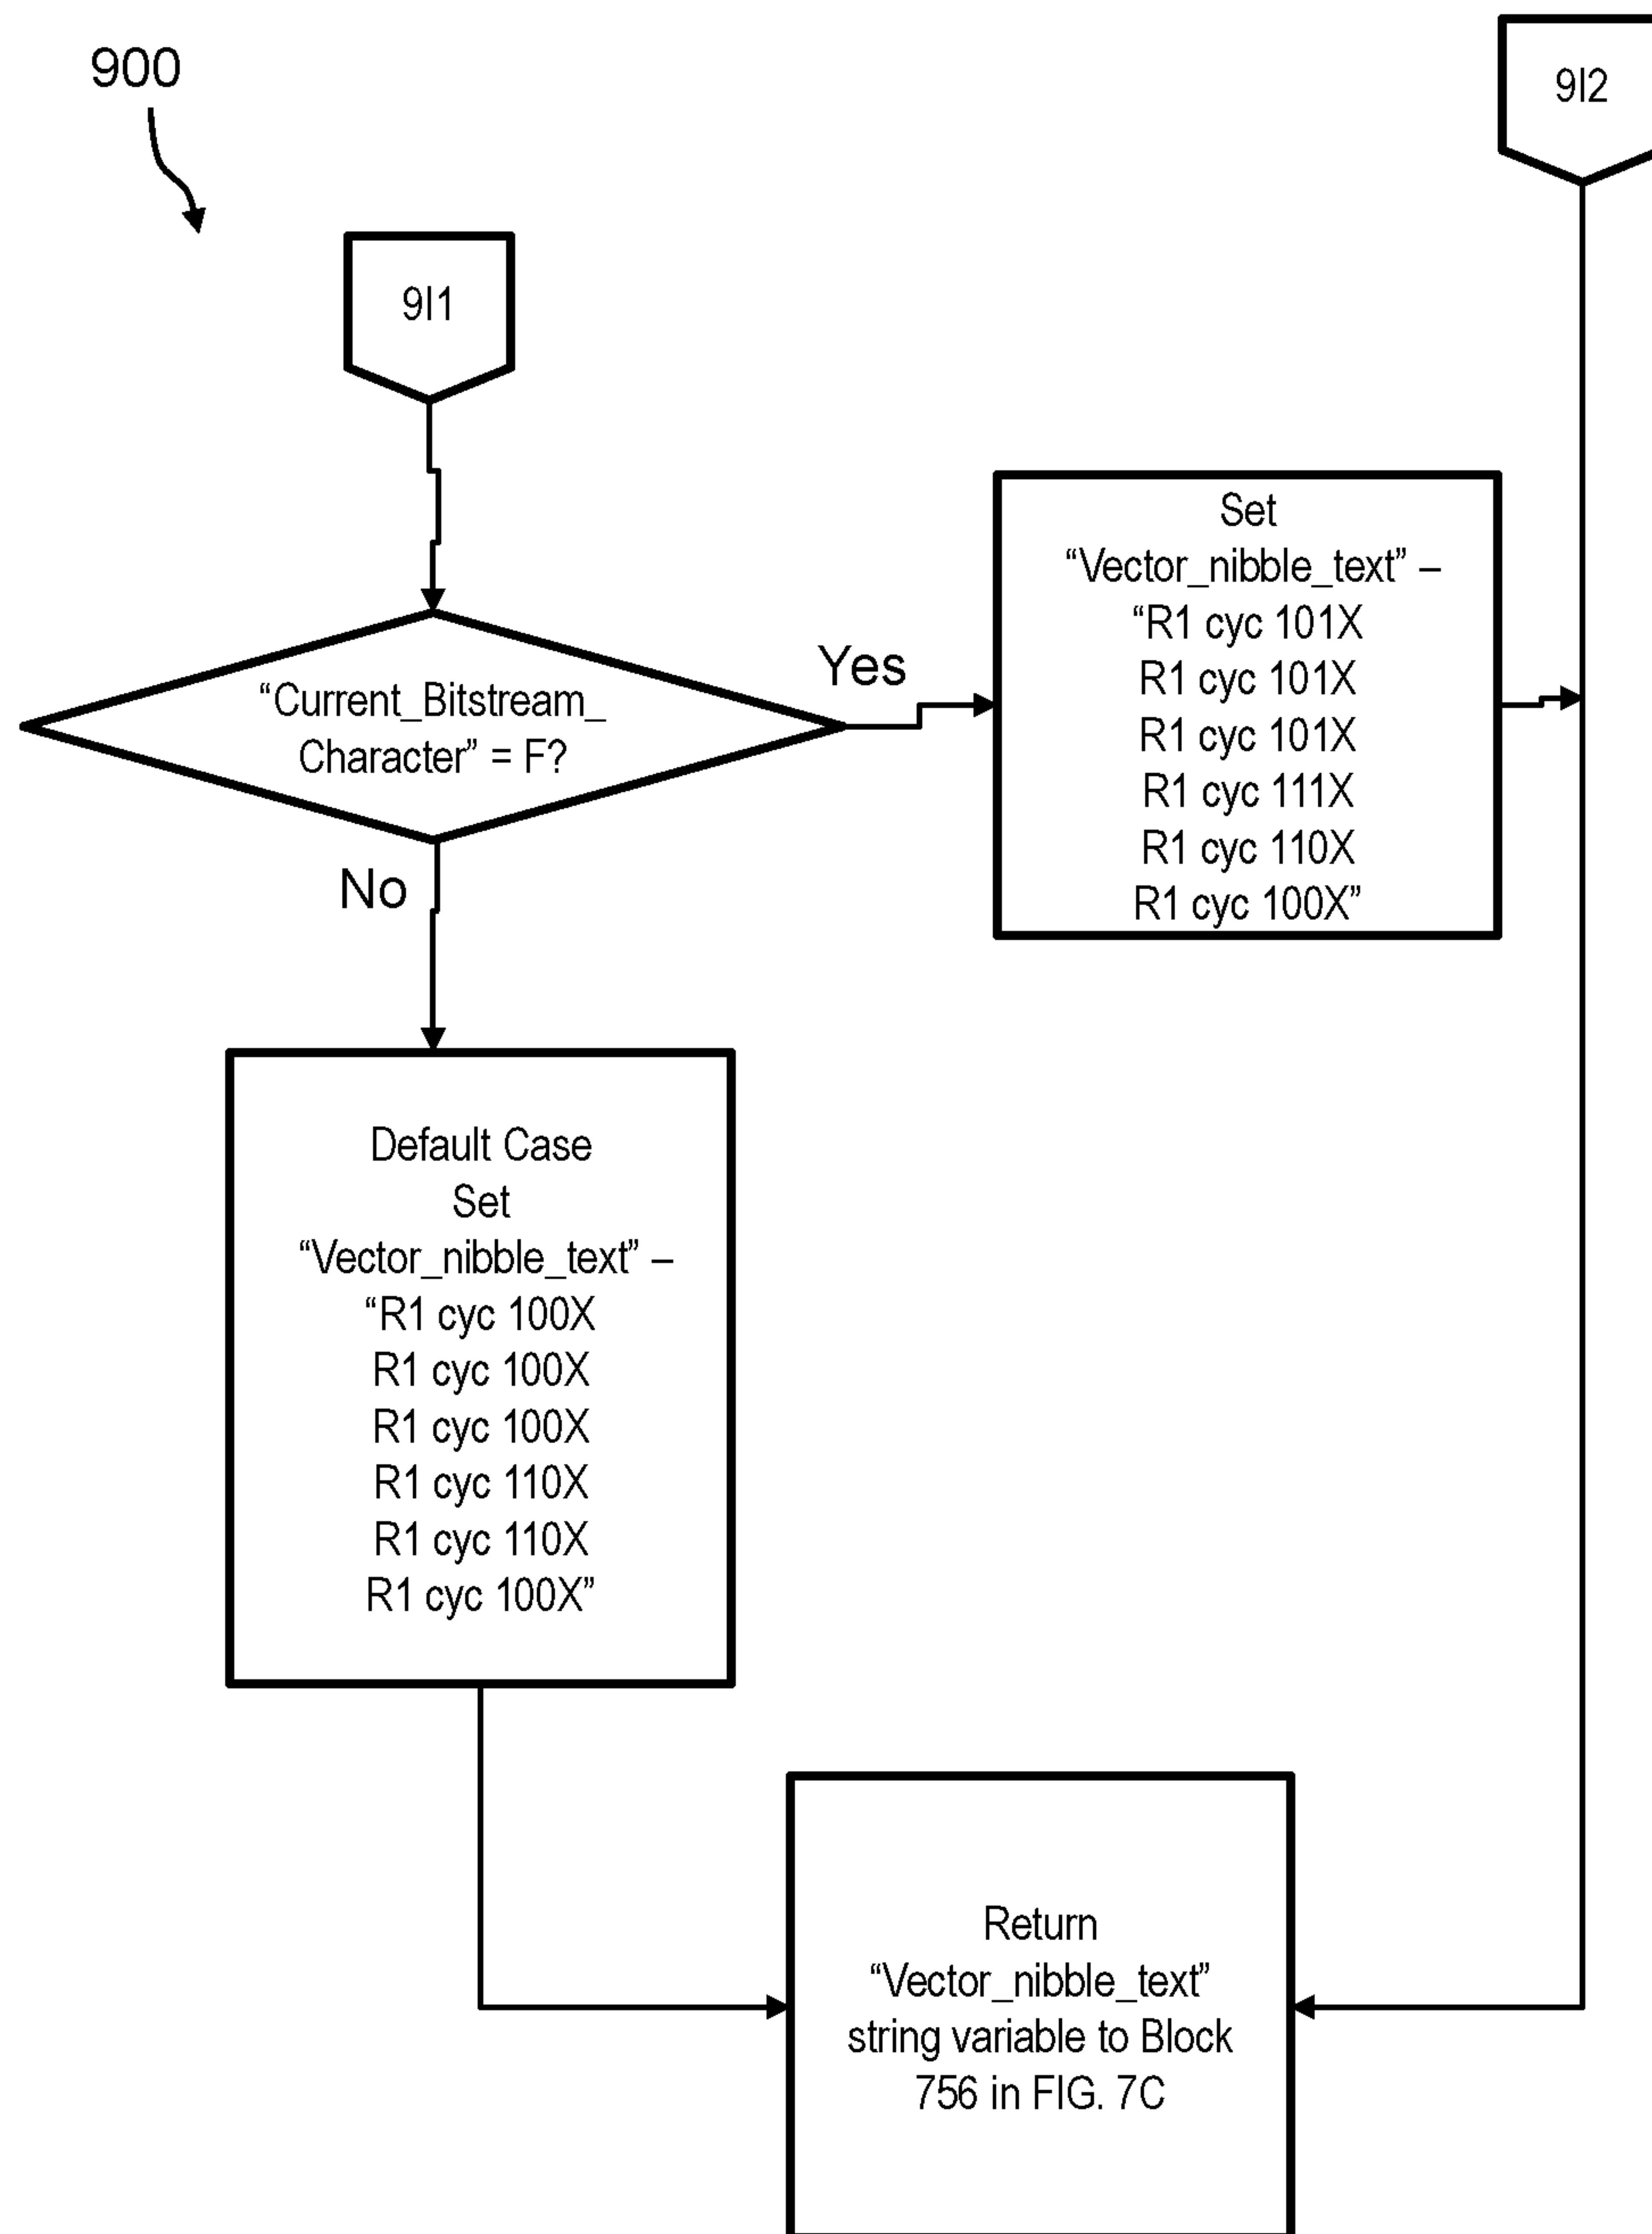 900
9I2
9I1
“Current_Bitstream_
Character” = F?
Yes
Set
“Vector_nibble_text” –
“R1 cyc 101X
R1 cyc 101X
R1 cyc 101X
R1 cyc 111X
R1 cyc 110X
R1 cyc 100X”
No
Default Case
Set
“Vector_nibble_text” –
“R1 cyc 100X
R1 cyc 100X
R1 cyc 100X
R1 cyc 110X
R1 cyc 110X
R1 cyc 100X”
Return
“Vector_nibble_text”
string variable to Block
756 in FIG. 7C